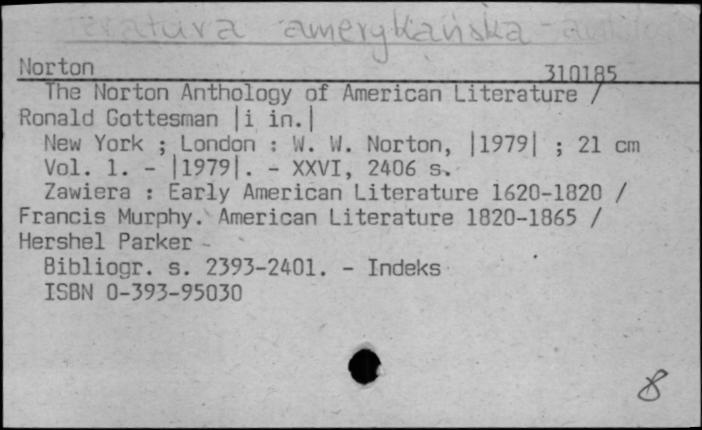 amerykańska -
Norton 310185
The Norton Anthology of American Literature /
Ronald Gottesman |i in.|
New York ; London : W. W. Norton, |1979| ; 21 cm
Vol. 1. - |1979|. - XXVI, 2406 s.
Zawiera : Early American Literature 1620-1820 /
Francis Murphy. American Literature 1820-1865 /
Hershel Parker
Bibliogr. s. 2393-2401. - Indeks
ISBN 0-393-95030
8